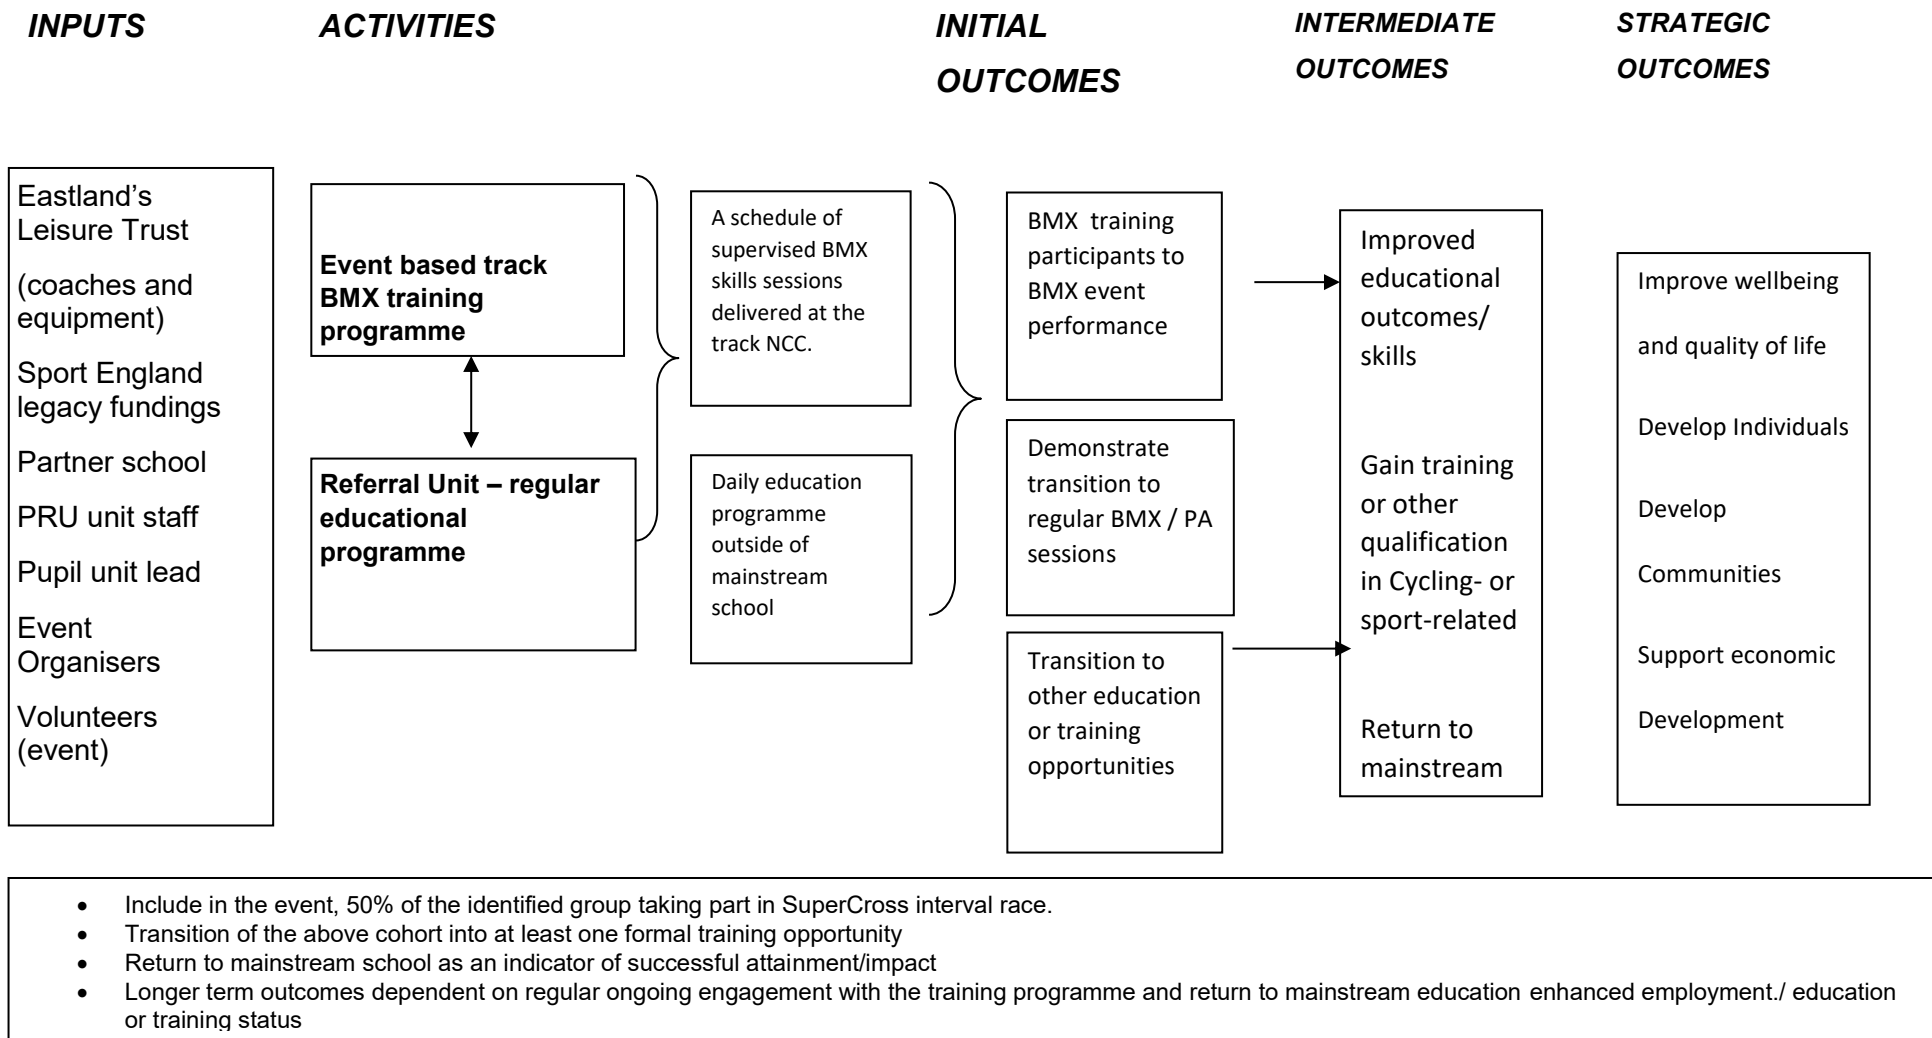 INPUTS
ACTIVITIES
INITIAL
OUTCOMES
INTERMEDIATE
OUTCOMES
STRATEGIC
OUTCOMES
Eastland’s
Leisure Trust
(coaches and
equipment)
Sport England
legacy fundings
Partner school
PRU unit staff
Pupil unit lead
Event
Organisers
Volunteers
(event)
Event based track
BMX training
programme
Referral Unit – regular
educational
programme
A schedule of
supervised BMX
skills sessions
delivered at the
track NCC.
Daily education
programme
outside of
mainstream
school
BMX  training
participants to
BMX event
performance
Demonstrate
transition to
regular BMX / PA
sessions
Transition to
other education
or training
opportunities
Improved
educational
outcomes/
skills
Gain training
or other
qualification
in Cycling- or
sport-related
Return to
mainstream
Improve wellbeing
and quality of life
Develop Individuals
Develop
Communities
Support economic
Development
• Include in the event, 50% of the identified group taking part in SuperCross interval race.
• Transition of the above cohort into at least one formal training opportunity
• Return to mainstream school as an indicator of successful attainment/impact
• Longer term outcomes dependent on regular ongoing engagement with the training programme and return to mainstream education enhanced employment./ education
or training status